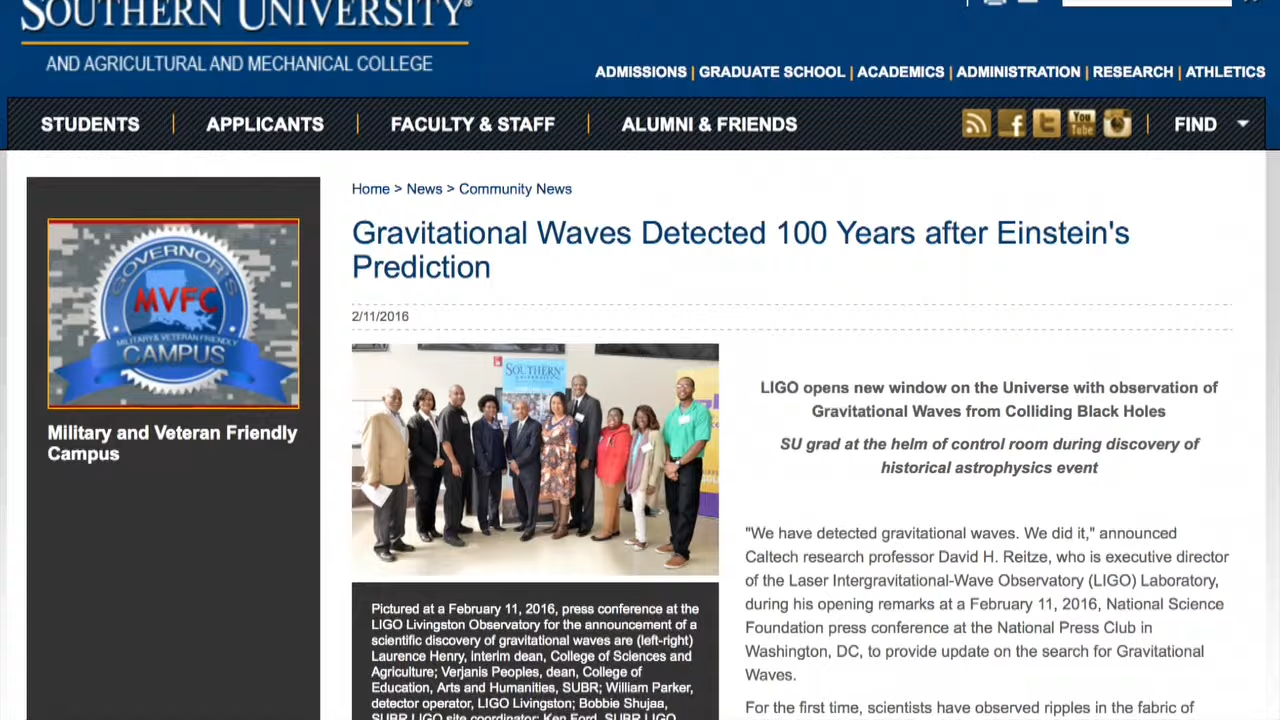 SOUTHERN UNIVERSITY
AND AGRICULTURAL AND MECHANICAL COLLEGE
ADMISSIONS | GRADUATE SCHOOL | ACADEMICS | ADMINISTRATION | RESEARCH | ATHLETICS
STUDENTS | APPLICANTS | FACULTY & STAFF | ALUMNI & FRIENDS
You Tube
FIND
GOVERNOR'S
MVFC
MILITARY & VETERAN FRIENDLY
CAMPUS
Military and Veteran Friendly
Campus
Home > News > Community News
Gravitational Waves Detected 100 Years after Einstein's
Prediction
2/11/2016
SOUTHERN
Pictured at a February 11, 2016, press conference at the
LIGO Livingston Observatory for the announcement of a
scientific discovery of gravitational waves are (left-right)
Laurence Henry, interim dean, College of Sciences and
Agriculture; Verjanis Peoples, dean, College of
Education, Arts and Humanities, SUBR; William Parker,
detector operator, LIGO Livingston; Bobbie Shujaa,
SUBR LIGO site coordinator; Ken Ford, SUBR LIGO
LIGO opens new window on the Universe with observation of
Gravitational Waves from Colliding Black Holes
SU grad at the helm of control room during discovery of
historical astrophysics event
"We have detected gravitational waves. We did it," announced
Caltech research professor David H. Reitze, who is executive director
of the Laser Intergravitational-Wave Observatory (LIGO) Laboratory,
during his opening remarks at a February 11, 2016, National Science
Foundation press conference at the National Press Club in
Washington, DC, to provide update on the search for Gravitational
Waves.
For the first time, scientists have observed ripples in the fabric of